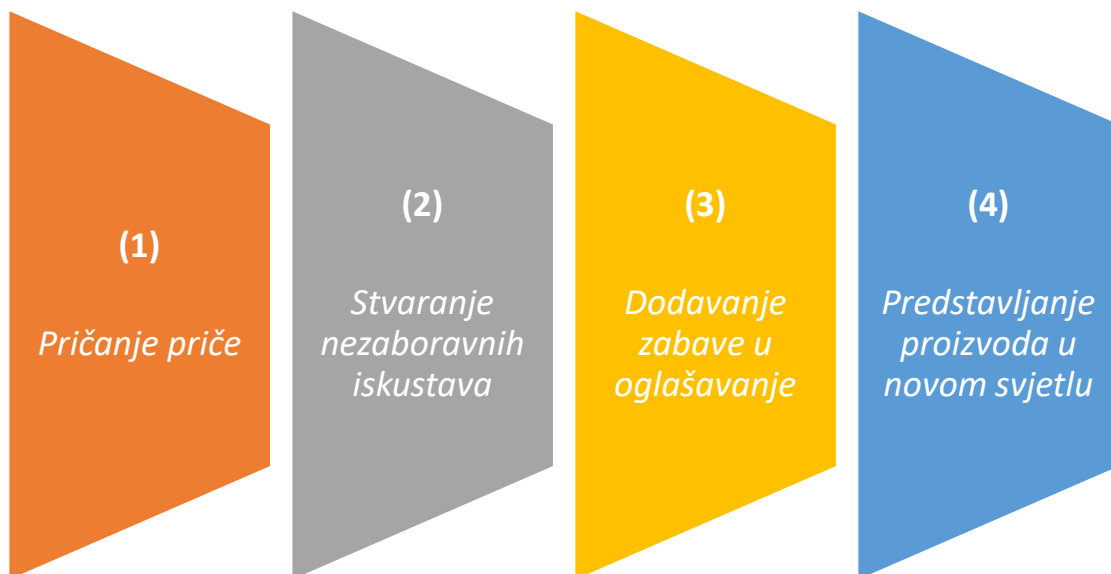 (1)
Pričanje priče
(2)
Stvaranje
nezaboravnih
iskustava
(3)
Dodavanje
zabave u
oglašavanje
(4)
Predstavljanje
proizvoda u
novom svjetlu